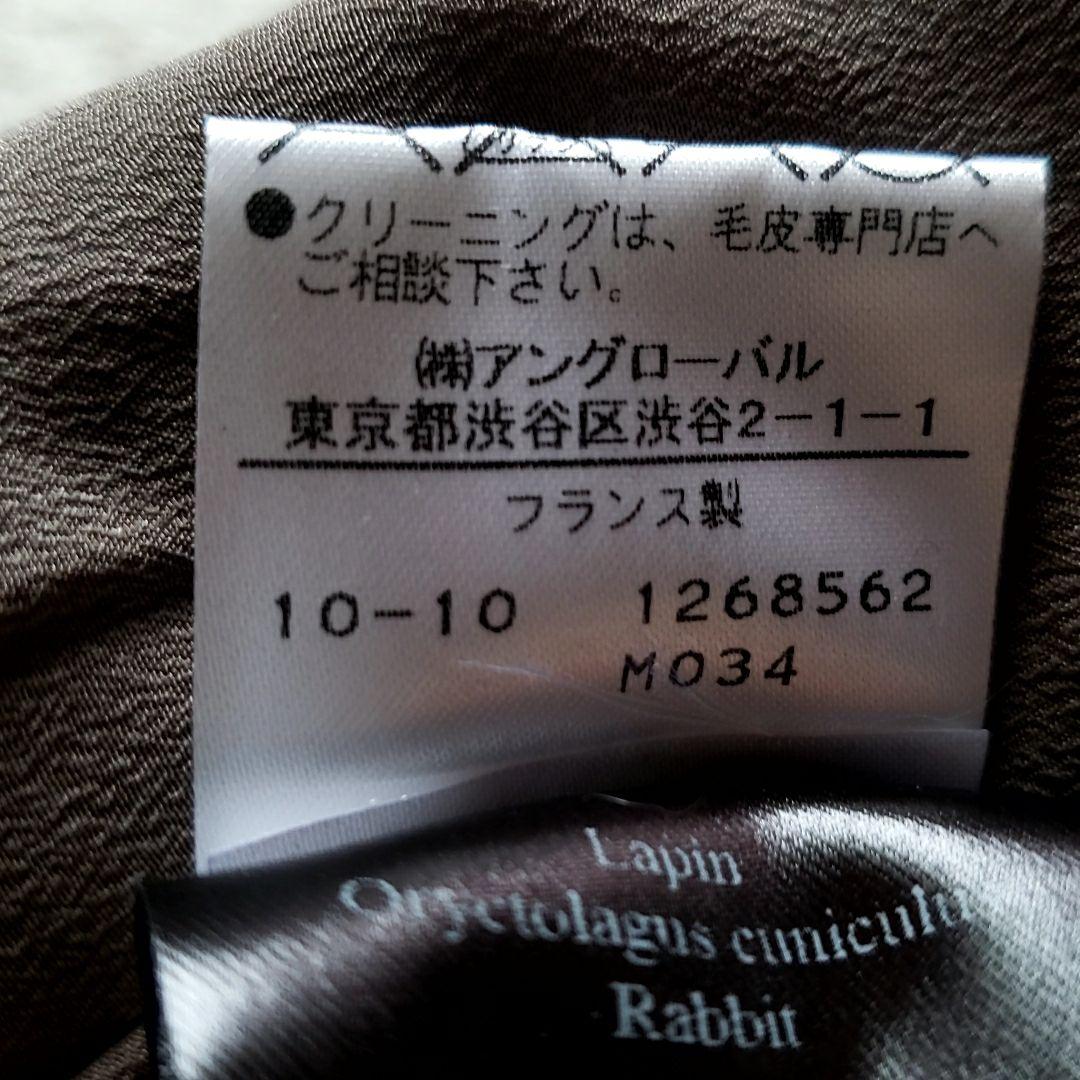 ●クリーニングは、毛皮専門店へ
ご相談下さい。
㈱アングローバル
東京都渋谷区渋谷2-1-1
フランス製
10-10 1268562
M034
Lapin
Oryctolagus
Rabbit